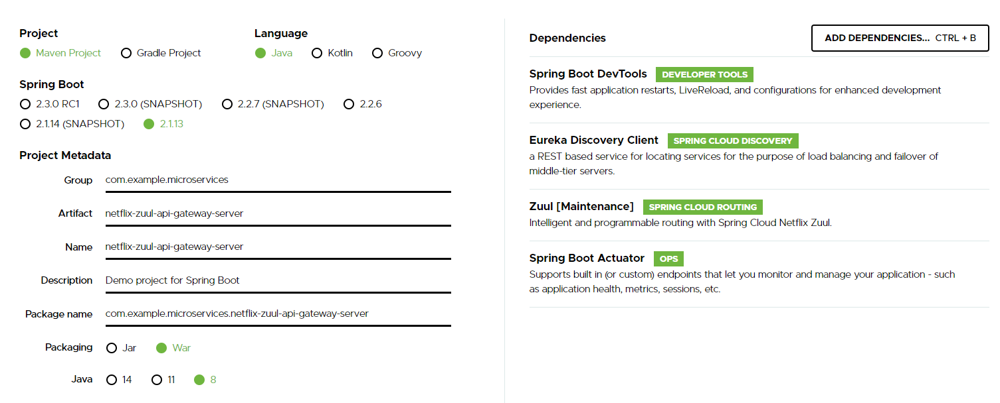 Project
Language
Maven Project Gradle Project
Java Kotlin Groovy
Spring Boot
2.3.0 RC1 2.3.0 (SNAPSHOT) 2.2.7 (SNAPSHOT) 2.2.6
2.1.14 (SNAPSHOT) 2.1.13
Project Metadata
Group com.example.microservices
Artifact netflix-zuul-api-gateway-server
Name netflix-zuul-api-gateway-server
Description Demo project for Spring Boot
Package name com.example.microservices.netflix-zuul-api-gateway-server
Packaging Jar War
Java 14 11 8
Dependencies ADD DEPENDENCIES... CTRL + B
Spring Boot DevTools DEVELOPER TOOLS
Provides fast application restarts, LiveReload, and configurations for enhanced development
experience.
Eureka Discovery Client SPRING CLOUD DISCOVERY
a REST based service for locating services for the purpose of load balancing and failover of
middle-tier servers.
Zuul [Maintenance] SPRING CLOUD ROUTING
Intelligent and programmable routing with Spring Cloud Netflix Zuul.
Spring Boot Actuator OPS
Supports built in (or custom) endpoints that let you monitor and manage your application - such
as application health, metrics, sessions, etc.